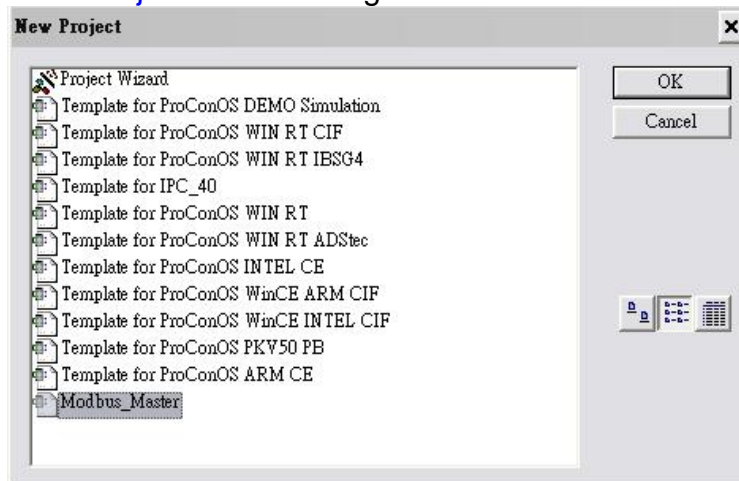 New Project
Project Wizard
Template for ProConOS DEMO Simulation
Template for ProConOS WIN RT CIF
Template for ProConOS WIN RT IBSG4
Template for IPC_40
Template for ProConOS WIN RT
Template for ProConOS WIN RT ADStec
Template for ProConOS INTEL CE
Template for ProConOS WinCE ARM CIF
Template for ProConOS WinCE INTEL CIF
Template for ProConOS PKV50 PB
Template for ProConOS ARM CE
Modbus_Master
OK
Cancel